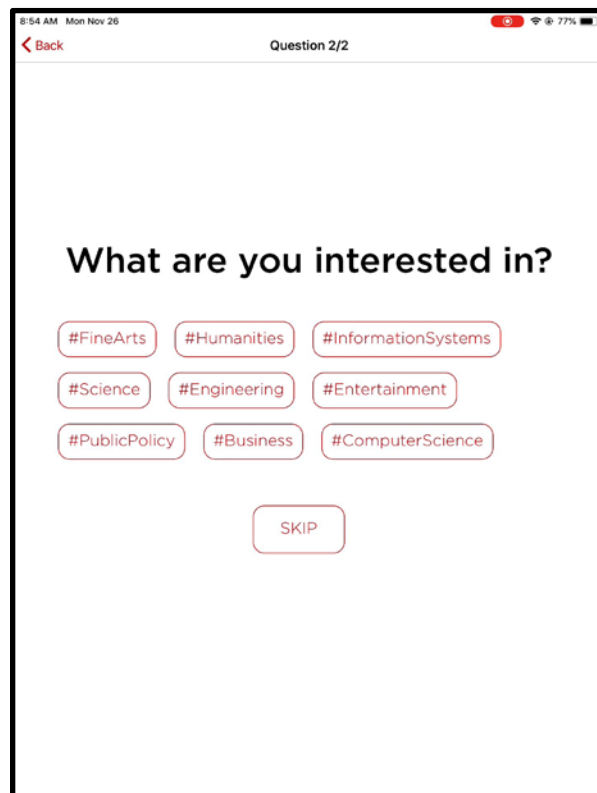 8:54 AM Mon Nov 26 77%
Back Question 2/2
What are you interested in?
#FineArts #Humanities #InformationSystems
#Science #Engineering #Entertainment
#PublicPolicy #Business #ComputerScience
SKIP